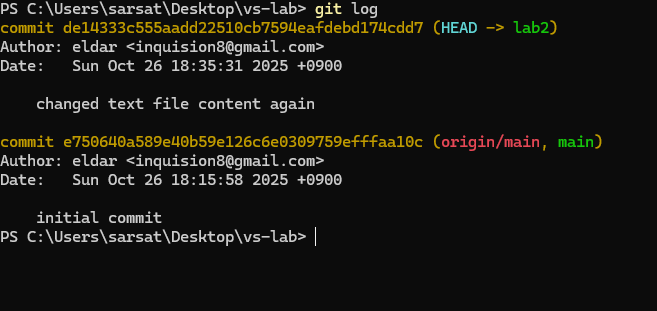 PS C:\Users\sarsat\Desktop\vs-lab> git log
commit de14333c555aadd22510cb7594eafdebd174cdd7 (HEAD -> lab2)
Author: eldar <inquision8@gmail.com>
Date:   Sun Oct 26 18:35:31 2025 +0900
    changed text file content again
commit e750640a589e40b59e126c6e0309759efffaa10c (origin/main, main)
Author: eldar <inquision8@gmail.com>
Date:   Sun Oct 26 18:15:58 2025 +0900
    initial commit
PS C:\Users\sarsat\Desktop\vs-lab>